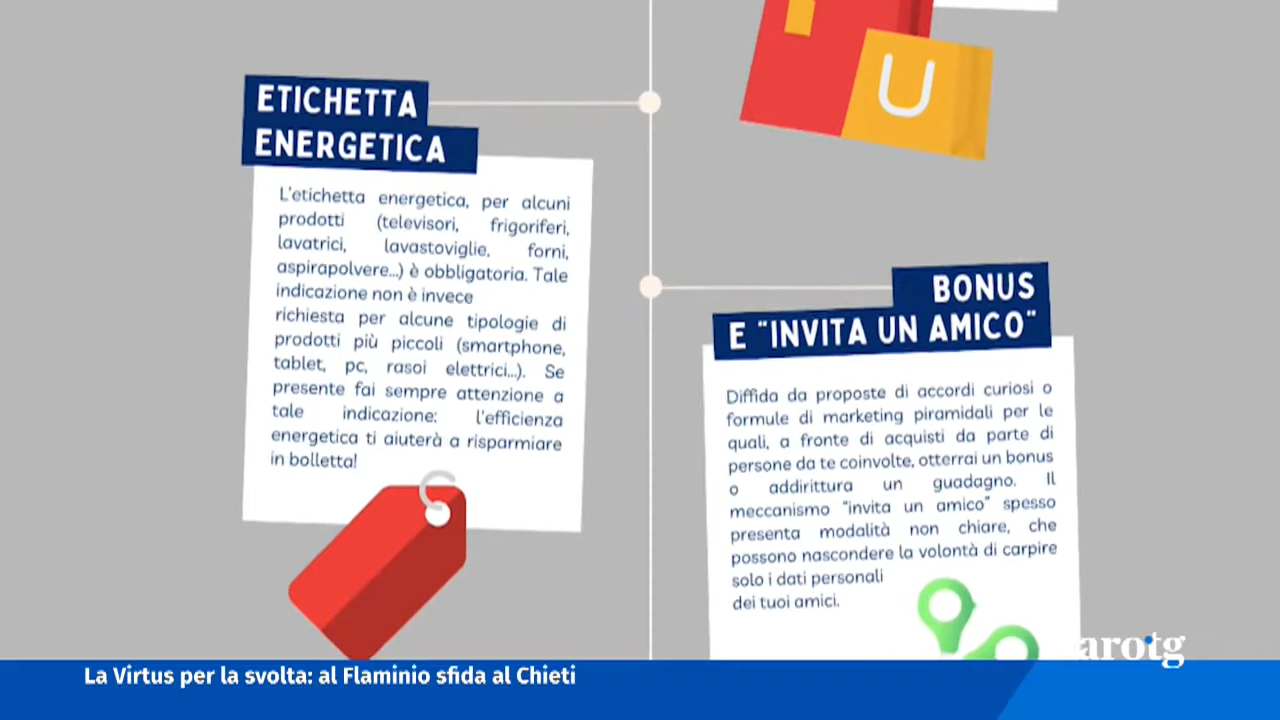 ETICHETTA
ENERGETICA
L'etichetta energetica, per alcuni
prodotti (televisori, frigoriferi,
lavatrici, lavastoviglie, forni,
aspirapolvere...) è obbligatoria. Tale
indicazione non è invece
richiesta per alcune tipologie di
prodotti più piccoli (smartphone,
tablet, pc, rasoi elettrici...). Se
presente fai sempre attenzione a
tale indicazione: l'efficienza
energetica ti aiuterà a risparmiare
in bolletta!
U
BONUS
E "INVITA UN AMICO"
Diffida da proposte di accordi curiosi o
formule di marketing piramidali per le
quali, a fronte di acquisti da parte di
persone da te coinvolte, otterrai un bonus
o addirittura un guadagno. Il
meccanismo "invita un amico" spesso
presenta modalità non chiare, che
possono nascondere la volontà di carpire
solo i dati personali
dei tuoi amici.
arotg
La Virtus per la svolta: al Flaminio sfida al Chieti